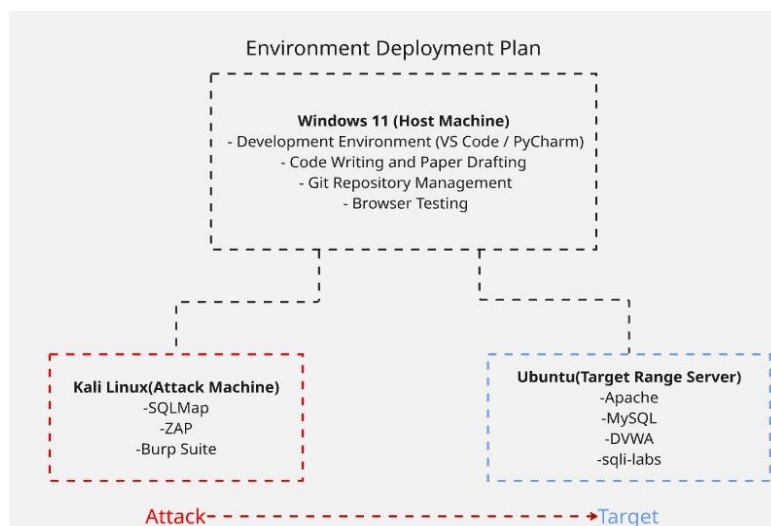 Environment Deployment Plan
Windows 11 (Host Machine)
- Development Environment (VS Code / PyCharm)
- Code Writing and Paper Drafting
- Git Repository Management
- Browser Testing
Kali Linux(Attack Machine)
-SQLMap
-ZAP
-Burp Suite
Ubuntu(Target Range Server)
-Apache
-MySQL
-DVWA
-sqli-labs
Attack
Target